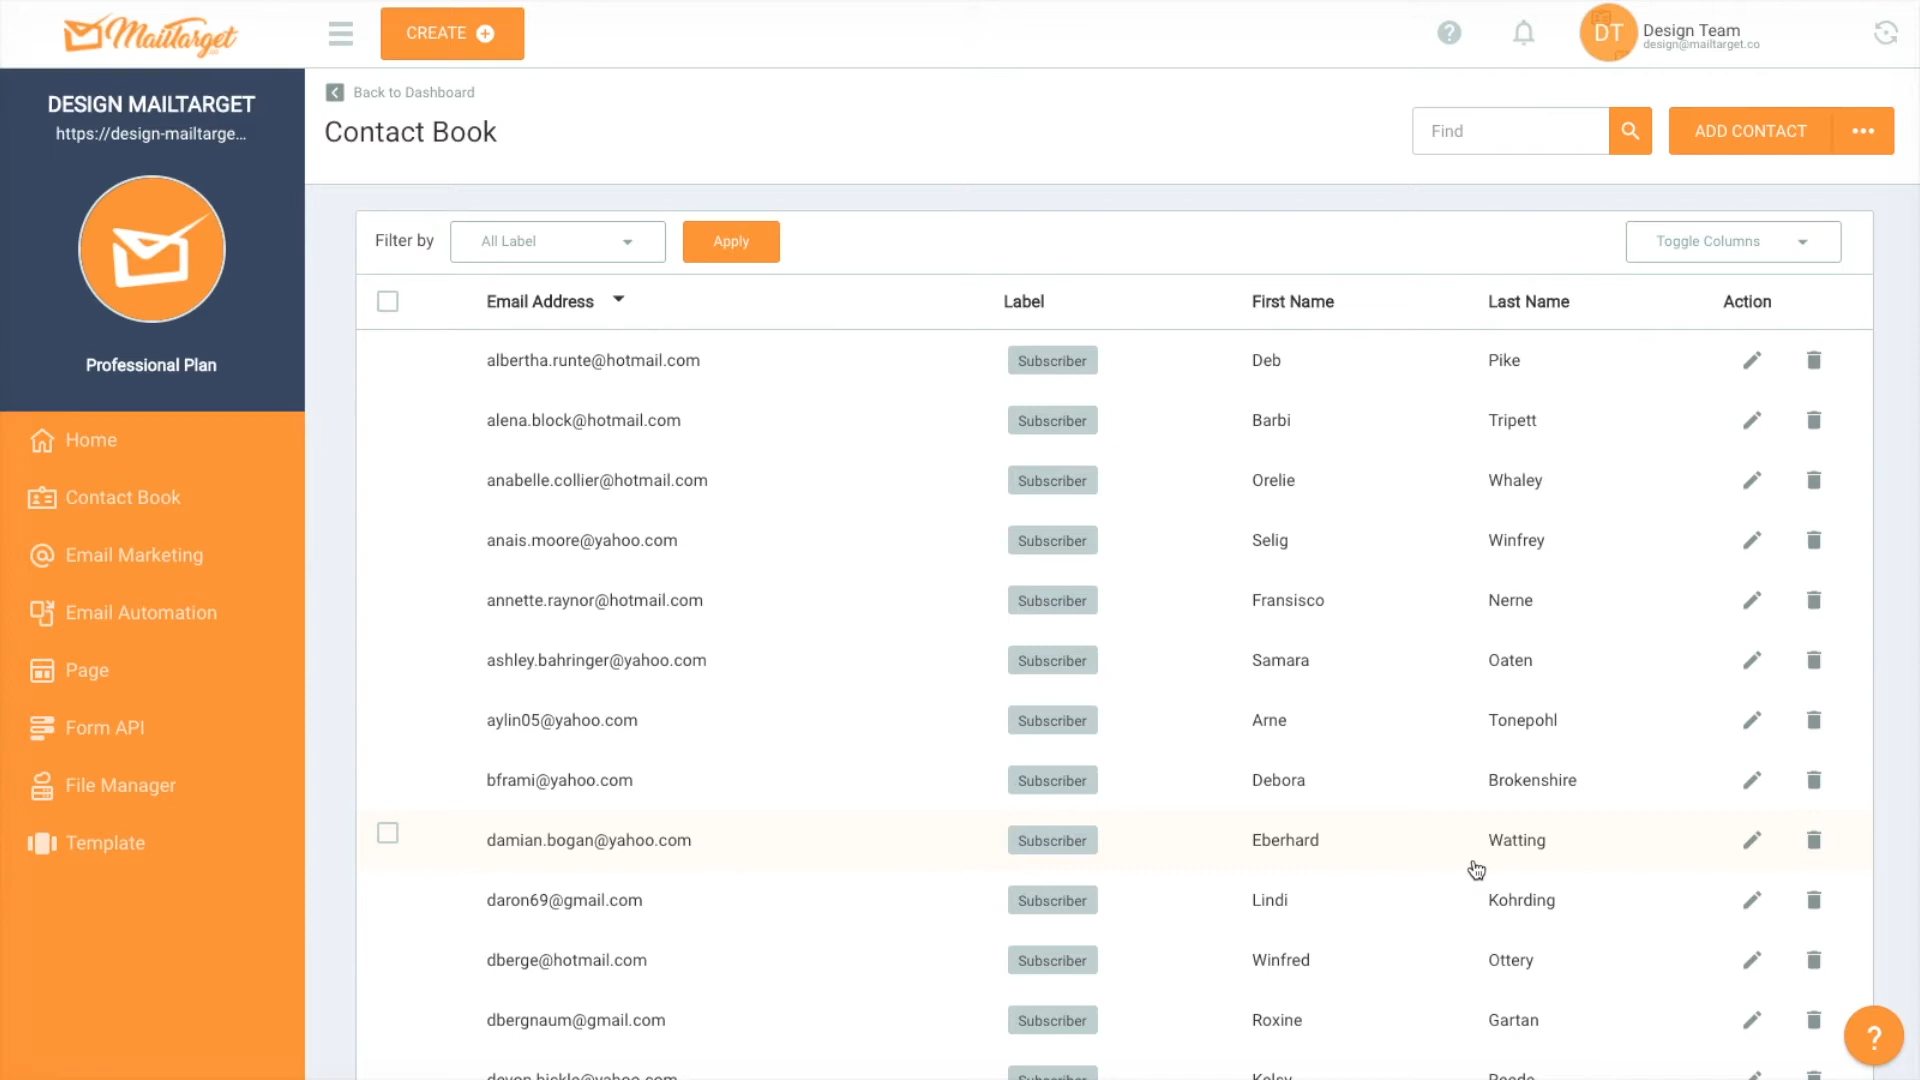 MailTarget
CREATE
DT
Design Team
design@mailtarget.co
DESIGN MAILTARGET
https://design-mailtarge...
Professional Plan
Home
Contact Book
Email Marketing
Email Automation
Page
Form API
File Manager
Template
Back to Dashboard
Contact Book
Find
ADD CONTACT
Filter by
All Label
Apply
Toggle Columns
Email Address Label First Name Last Name Action
albertha.runte@hotmail.com Subscriber Deb Pike
alena.block@hotmail.com Subscriber Barbi Tripett
anabelle.collier@hotmail.com Subscriber Orelie Whaley
anais.moore@yahoo.com Subscriber Selig Winfrey
annette.raynor@hotmail.com Subscriber Fransisco Nerne
ashley.bahringer@yahoo.com Subscriber Samara Oaten
aylin05@yahoo.com Subscriber Arne Tonepohl
bframi@yahoo.com Subscriber Debora Brokenshire
damian.bogan@yahoo.com Subscriber Eberhard Watting
daron69@gmail.com Subscriber Lindi Kohrding
dberge@hotmail.com Subscriber Winfred Ottery
dbergnaum@gmail.com Subscriber Roxine Gartan
Subscriber
?